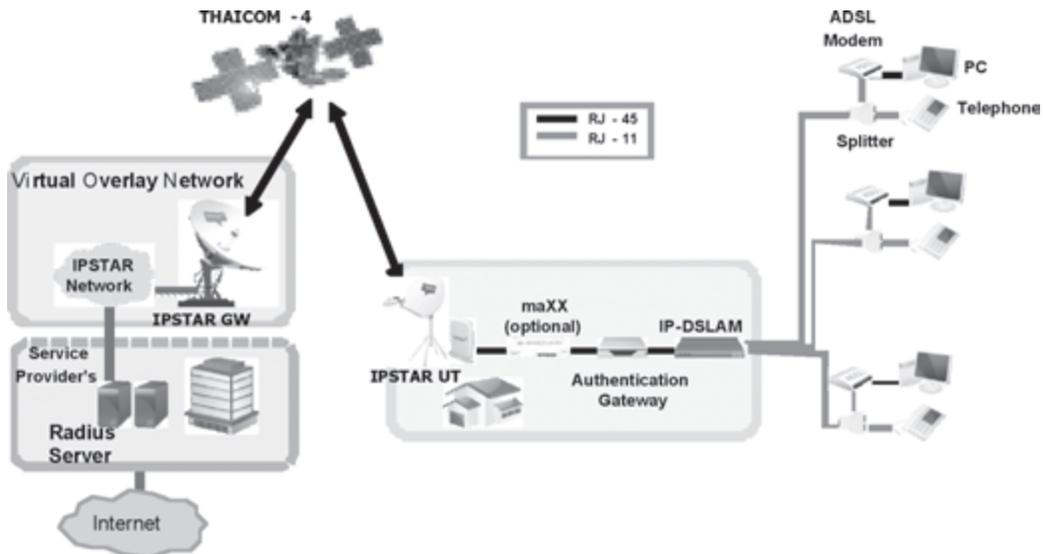 THAICOM - 4
ADSL
Modem
PC
Telephone
Splitter
RJ - 45
RJ - 11
Virtual Overlay Network
IPSTAR
Network
IPSTAR GW
Service
Provider's
Radius
Server
Internet
IPSTAR UT
maXX
(optional)
Authentication
Gateway
IP-DSLAM